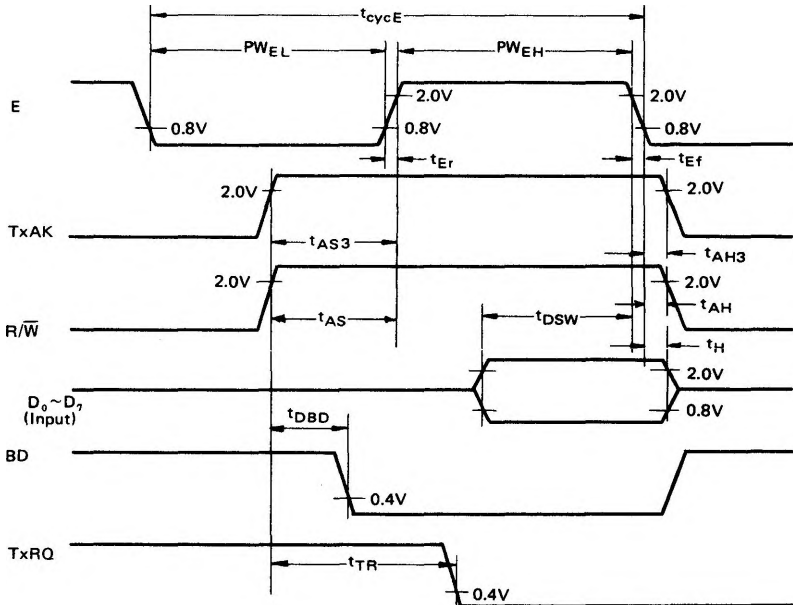 tcycE
PWEL PWEH
E 2.0V 2.0V
0.8V 0.8V 0.8V
tEr tEf
2.0V 2.0V
TxAK
tAS3 tAH3
2.0V 2.0V
R/W̅ tAS tDSW tAH
tH
2.0V
D₀~D₇
(Input) 0.8V
tDBD
BD
0.4V
TxRQ
tTR
0.4V